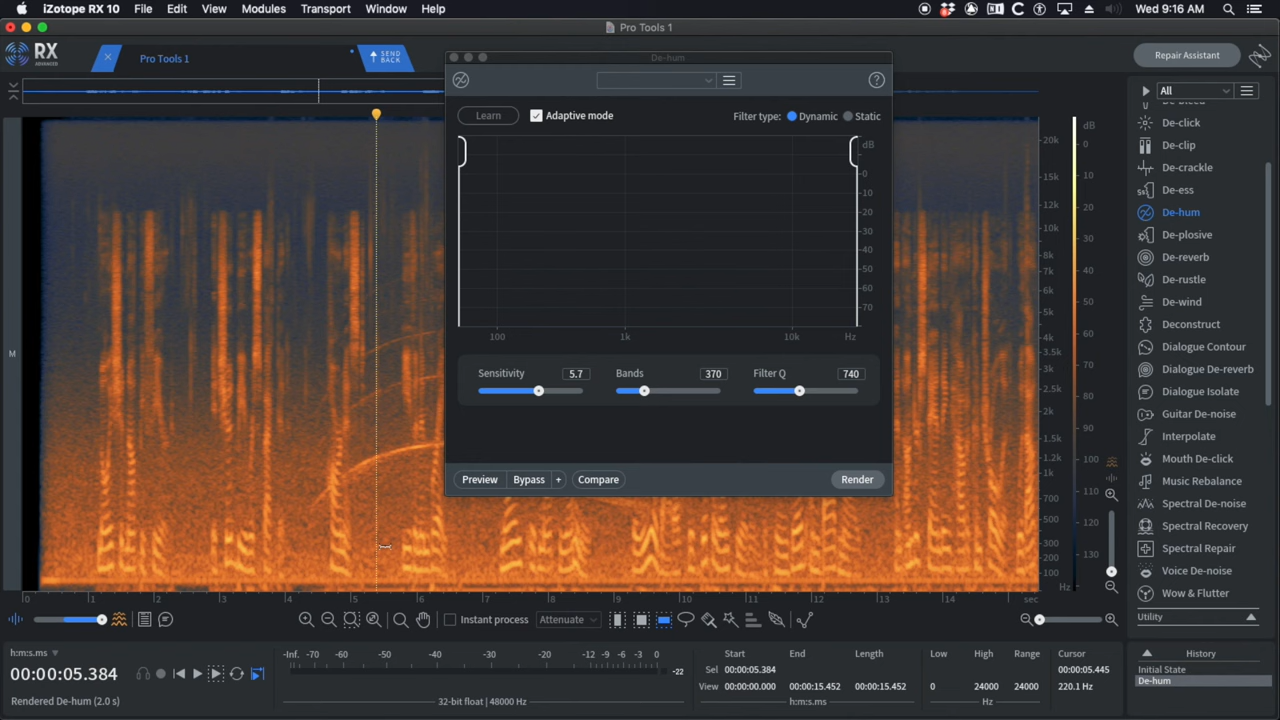 iZotope RX 10 File Edit View Modules Transport Window Help Wed 9:16 AM
Pro Tools 1
RX
ADVANCED
Pro Tools 1
SEND
BACK
Repair Assistant
De-hum
All
Learn
Adaptive mode
Filter type: Dynamic Static
dB
0
-10
-20
-30
-40
-50
-60
-70
100 1k 10k Hz
Sensitivity 5.7 Bands 370 Filter Q 740
Preview Bypass + Compare Render
M
-20k
-15k
-12k
-10k
-8k
-7k
-6k
-5k
-4k
-3.5k
-3k
-2.5k
-2k
-1.5k
-1.2k
-1k
-700
-500
-300
-200
-100
Hz
dB
0
10
20
30
40
50
60
70
80
90
100
110
120
130
De-click
De-clip
De-crackle
De-ess
De-hum
De-plosive
De-reverb
De-rustle
De-wind
Deconstruct
Dialogue Contour
Dialogue De-reverb
Dialogue Isolate
Guitar De-noise
Interpolate
Mouth De-click
Music Rebalance
Spectral De-noise
Spectral Recovery
Spectral Repair
Voice De-noise
Wow & Flutter
Utility
0 1 2 3 4 5 6 7 8 9 10 11 12 13 14 sec
Instant process Attenuate
h:m:s.ms
00:00:05.384
Rendered De-hum (2.0 s)
-Inf. -70 -60 -50 -40 -30 -20 -12 -9 -6 -3 0
-22
32-bit float | 48000 Hz
Start End Length
Sel 00:00:05.384
View 00:00:00.000 00:00:15.452 00:00:15.452
h:m:s.ms
Low High Range
0 24000 24000
Hz
Cursor
00:00:05.445
220.1 Hz
History
Initial State
De-hum